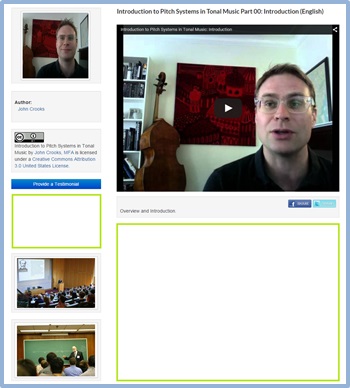 Introduction to Pitch Systems in Tonal Music Part 00: Introduction (English)
Introduction to Pitch Systems in Tonal Music: Introduction
Author:
John Crooks
Introduction to Pitch Systems in Tonal
Music by John Crooks, MFA is licensed
under a Creative Commons Attribution
3.0 United States License.
Provide a Testimonial
Overview and Introduction.